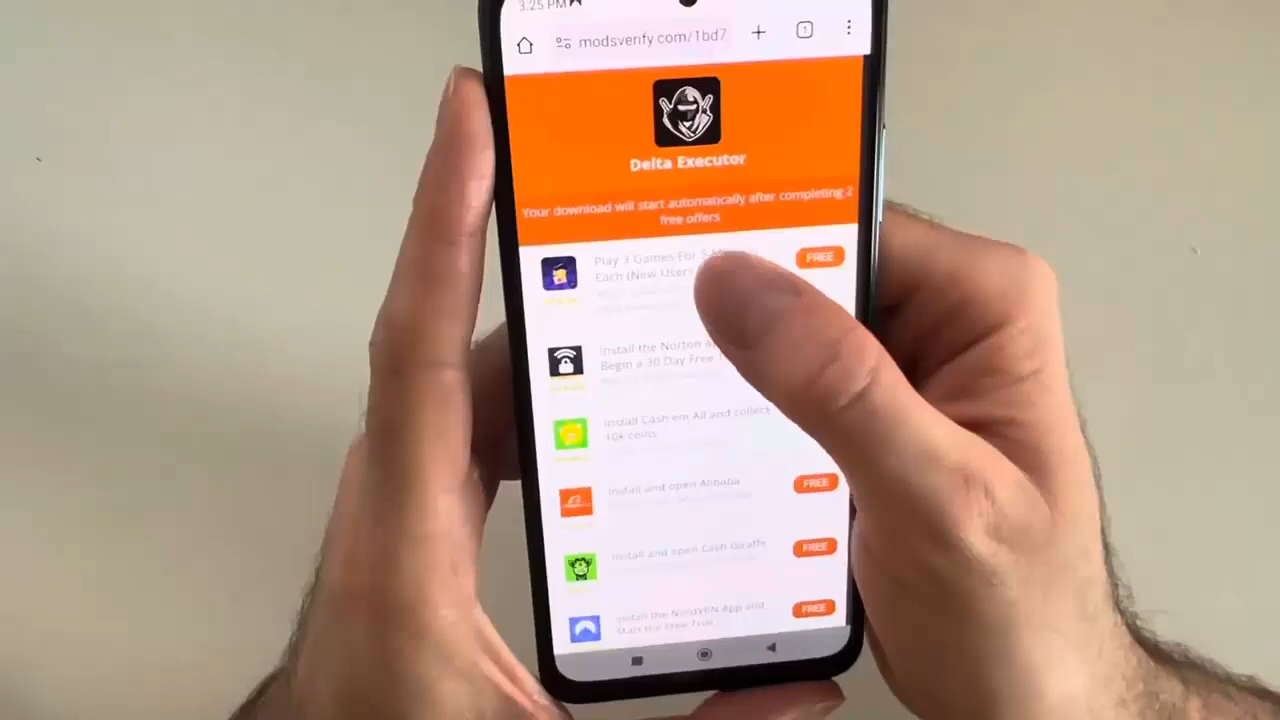 3:25 PM
modsverify.com/1bd7
1
Delta Executor
Your download will start automatically after completing 2
free offers
Play 3 Games For 5
Each (New Users
FREE
Install the Norton
Begin a 30 Day Free
Install Cash em All and collect
10k coins
Install and open Alibaba
FREE
Install and open Cash Giraffe
FREE
Install the NordVPN App and
Start the Free Trial
FREE